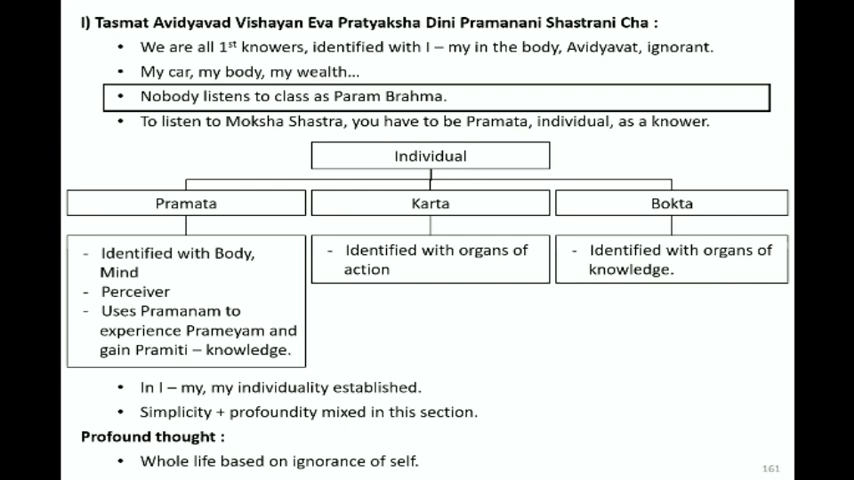 I) Tasmat Avidyavad Vishayan Eva Pratyaksha Dini Pramanani Shastrani Cha :
• We are all 1st knowers, identified with I – my in the body, Avidyavat, ignorant.
• My car, my body, my wealth...
• Nobody listens to class as Param Brahma.
• To listen to Moksha Shastra, you have to be Pramata, individual, as a knower.
Individual
Pramata
Karta
Bokta
- Identified with Body,
Mind
- Perceiver
- Uses Pramanam to
experience Prameyam and
gain Pramiti – knowledge.
- Identified with organs of
action
- Identified with organs of
knowledge.
• In I – my, my individuality established.
• Simplicity + profoundity mixed in this section.
Profound thought :
• Whole life based on ignorance of self.
161